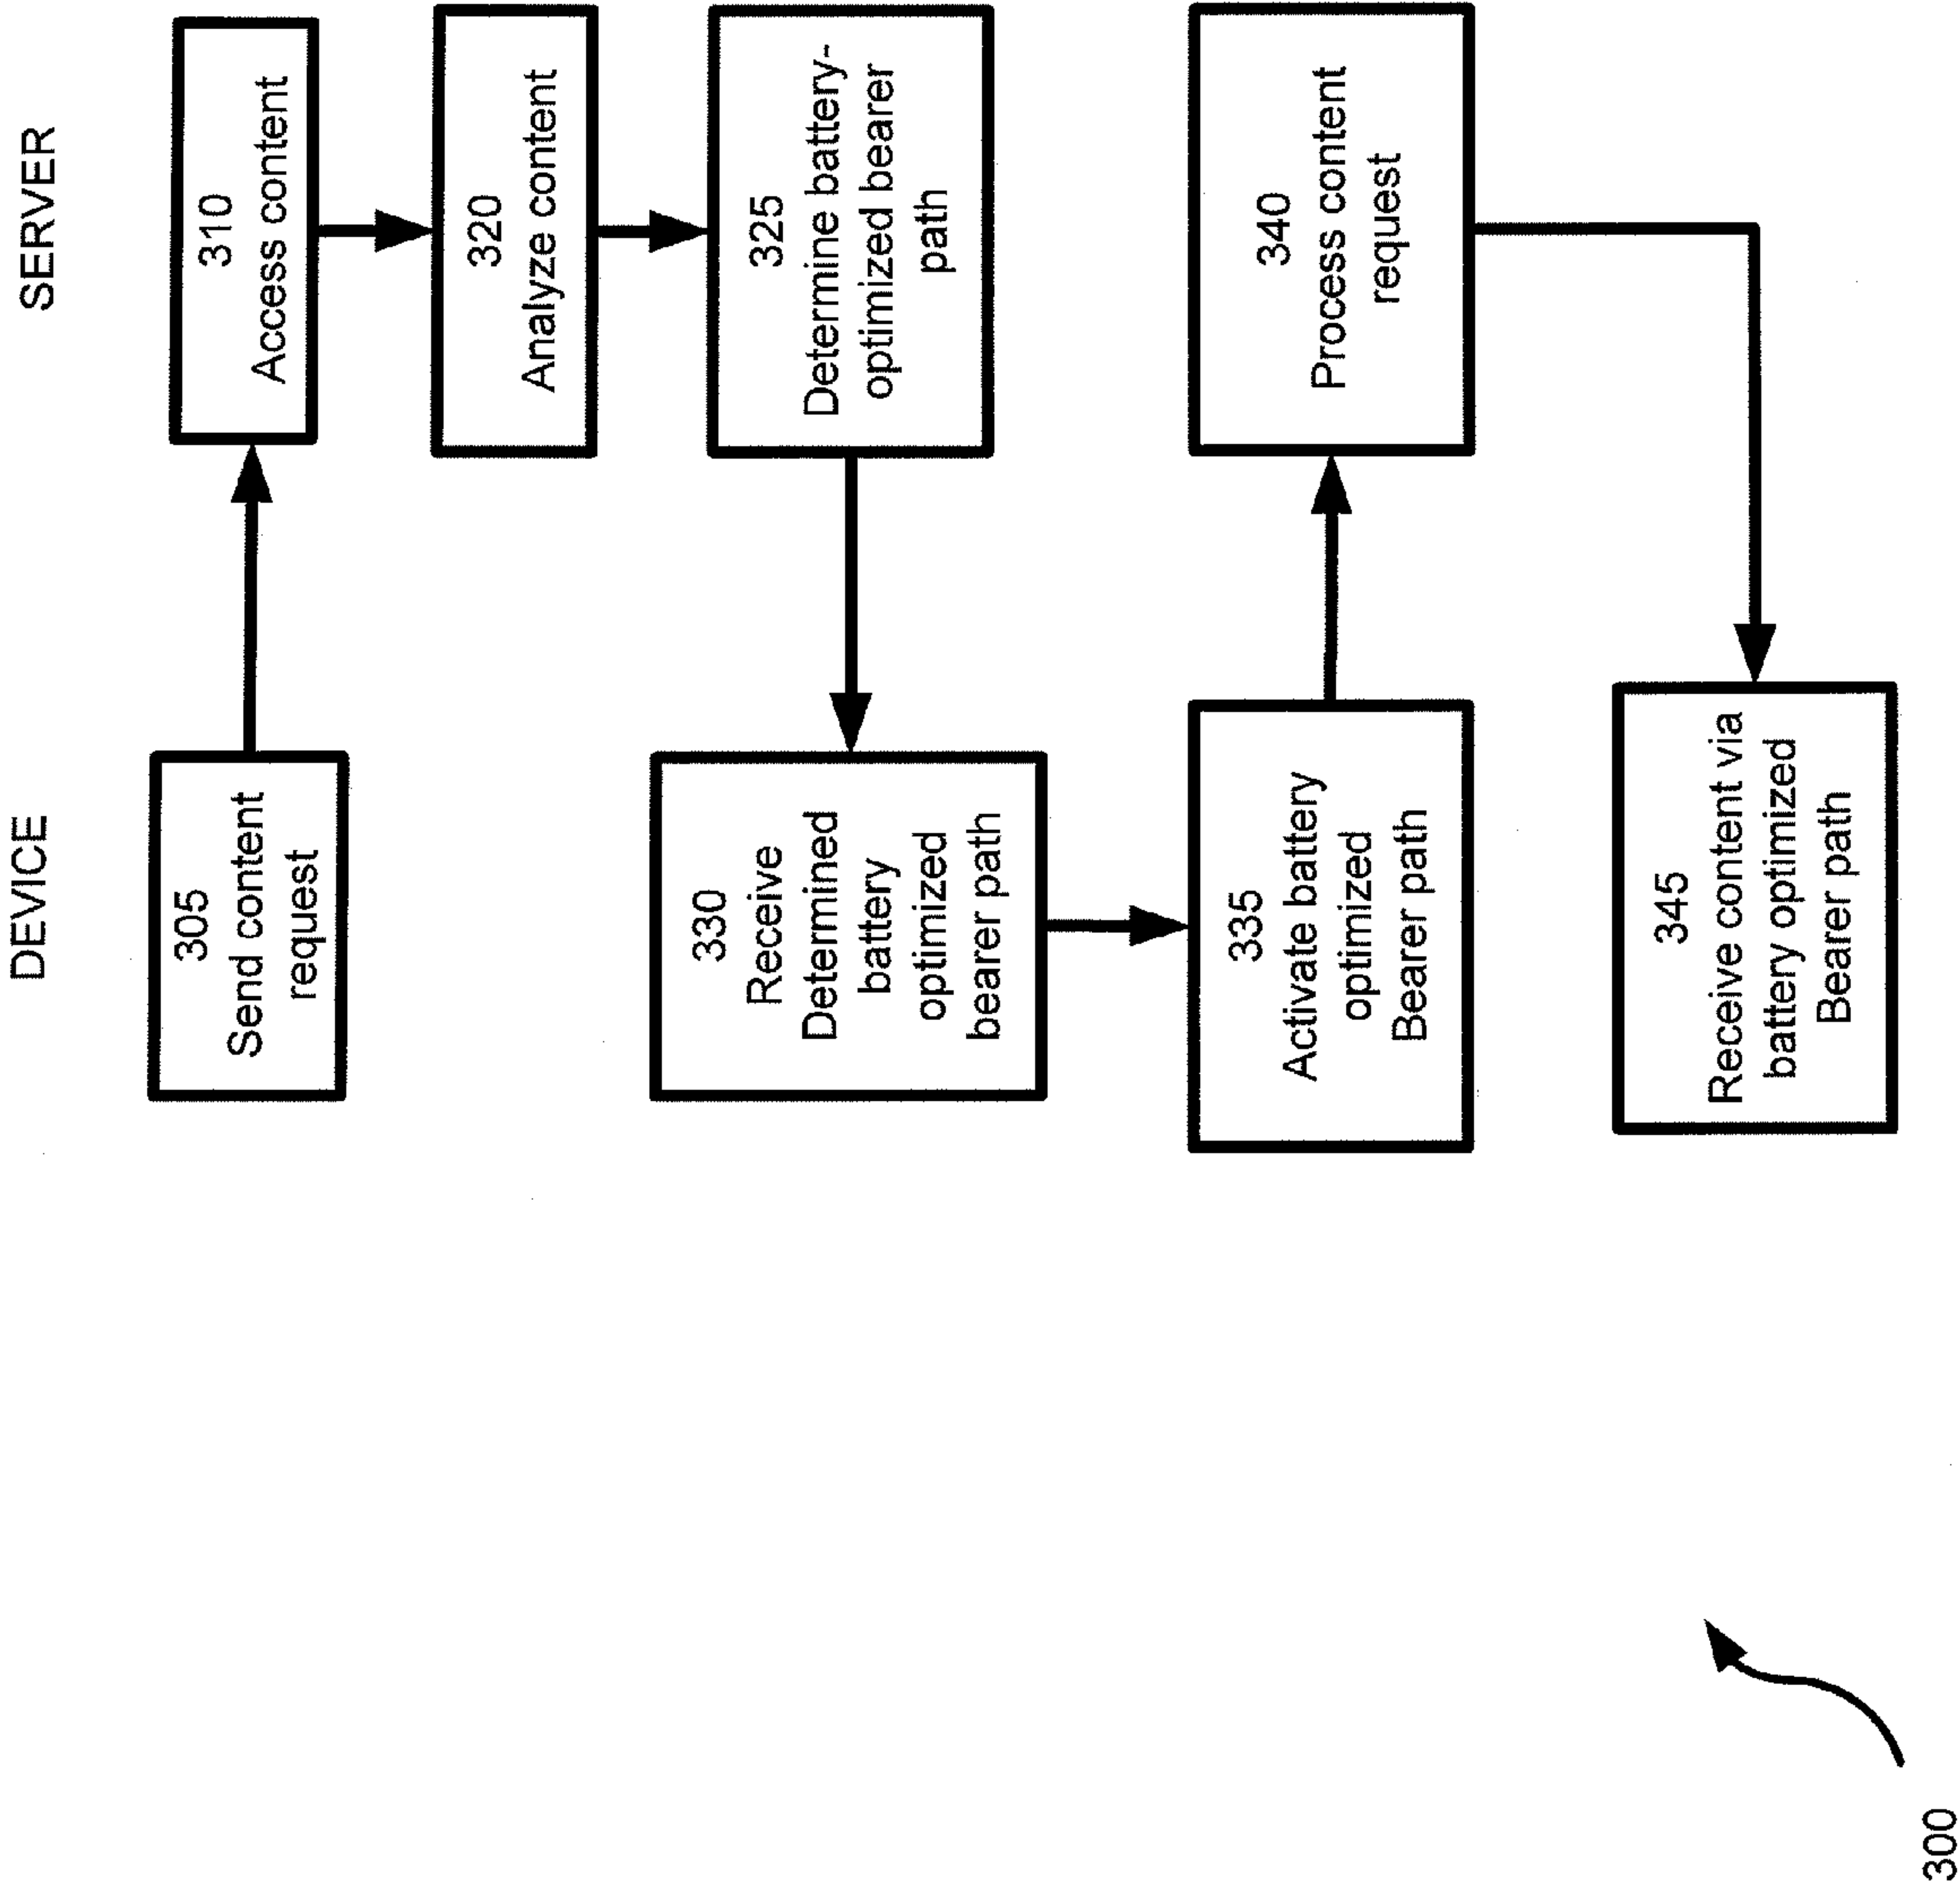 DEVICE
SERVER
305
Send content
request
310
Access content
320
Analyze content
325
Determine battery-
optimized bearer
path
330
Receive
Determined
battery
optimized
bearer path
335
Activate battery
optimized
Bearer path
340
Process content
request
345
Receive content via
battery optimized
Bearer path
300